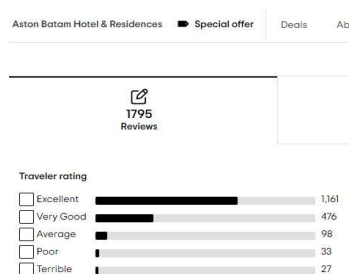 Aston Batam Hotel & Residences Special offer Deals Ab
1795
Reviews
Traveler rating
Excellent 1,161
Very Good 476
Average 98
Poor 33
Terrible 27